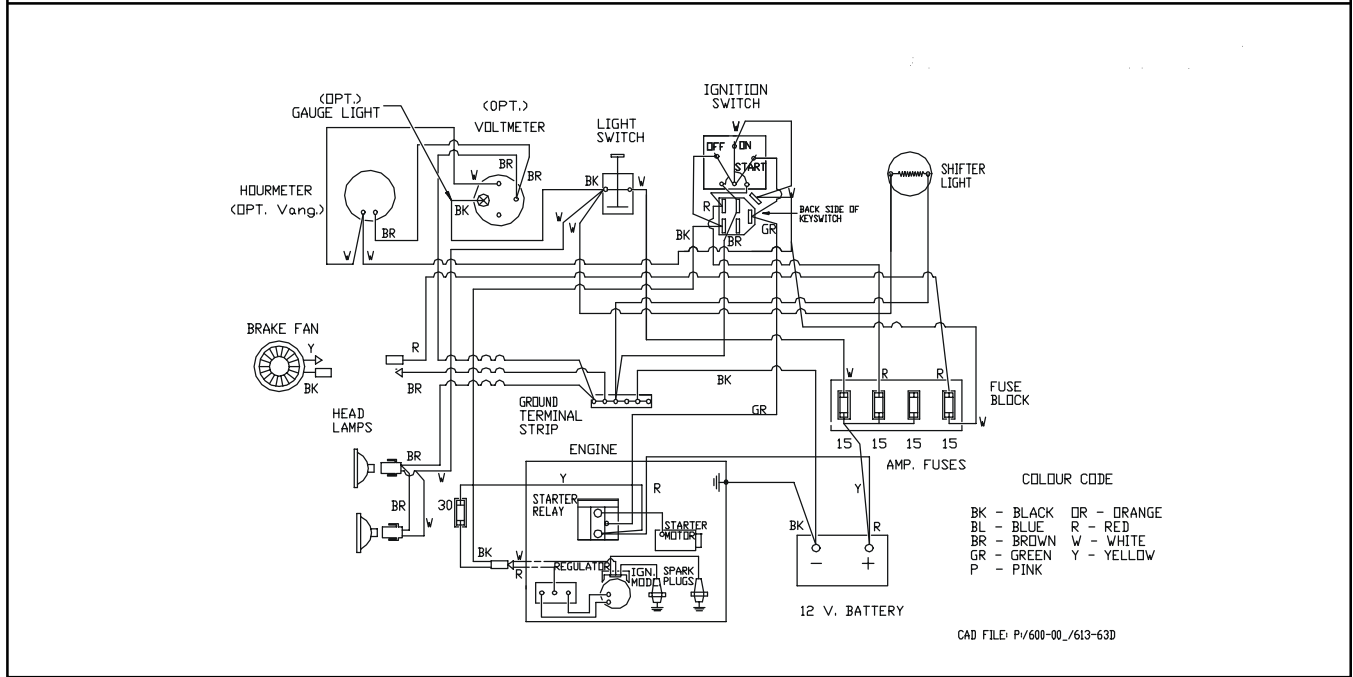 IGNITION
SWITCH
(OPT.)
GAUGE LIGHT
(OPT.)
VOLTMETER
LIGHT
SWITCH
W
OFF
ON
START
SHIFTER
LIGHT
HOURMETER
(OPT. Vang.)
BR
BR
W
BK
BK
W
W
R
BACK SIDE OF
KEYSWITCH
GR
BR
W
W
BK
BR
W
W
BRAKE FAN
Y
BK
R
BR
BK
W
R
R
FUSE
BLOCK
W
HEAD
LAMPS
GROUND
TERMINAL
STRIP
GR
15
15
15
15
AMP. FUSES
ENGINE
BR
W
BR
W
30
Y
STARTER
RELAY
R
STARTER
MOTOR
BK
W
R
REGULATOR
IGN.
MOD.
SPARK
PLUGS
Y
BK
R
-
+
12 V. BATTERY
COLOUR CODE
BK - BLACK OR - ORANGE
BL - BLUE R - RED
BR - BROWN W - WHITE
GR - GREEN Y - YELLOW
P - PINK
CAD FILE: P:/600-00_/613-63D